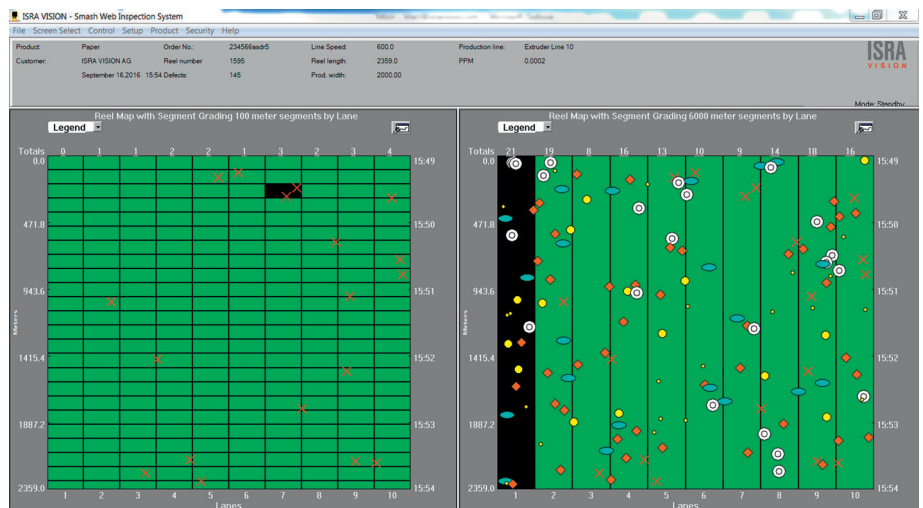 ISRA VISION - Smash Web Inspection System
File Screen Select Control Setup Product Security Help
Product: Paper Order No.: 234566aedr5 Line Speed: 600.0 Production line: Extruder Line 10
Customer: ISRA VISION AG Reel number 1595 Reel length: 2359.0 PPM 0.0002
September 16,2016 15:54 Defects: 145 Prod. width: 2000.00
ISRA
VISION
Mode: Standby
Reel Map with Segment Grading 100 meter segments by Lane
Legend
Totals 0 1 1 2 2 1 3 2 3 4
0.0 15:49
471.8 15:50
943.6 15:51
Meters
1415.4 15:52
1887.2 15:53
2359.0 15:54
1 2 3 4 5 6 7 8 9 10
Lanes
Reel Map with Segment Grading 6000 meter segments by Lane
Legend
Totals 21 19 8 16 13 10 9 14 18 16
0.0 15:49
471.8 15:50
943.6 15:51
Meters
1415.4 15:52
1887.2 15:53
2359.0 15:54
1 2 3 4 5 6 7 8 9 10
Lanes